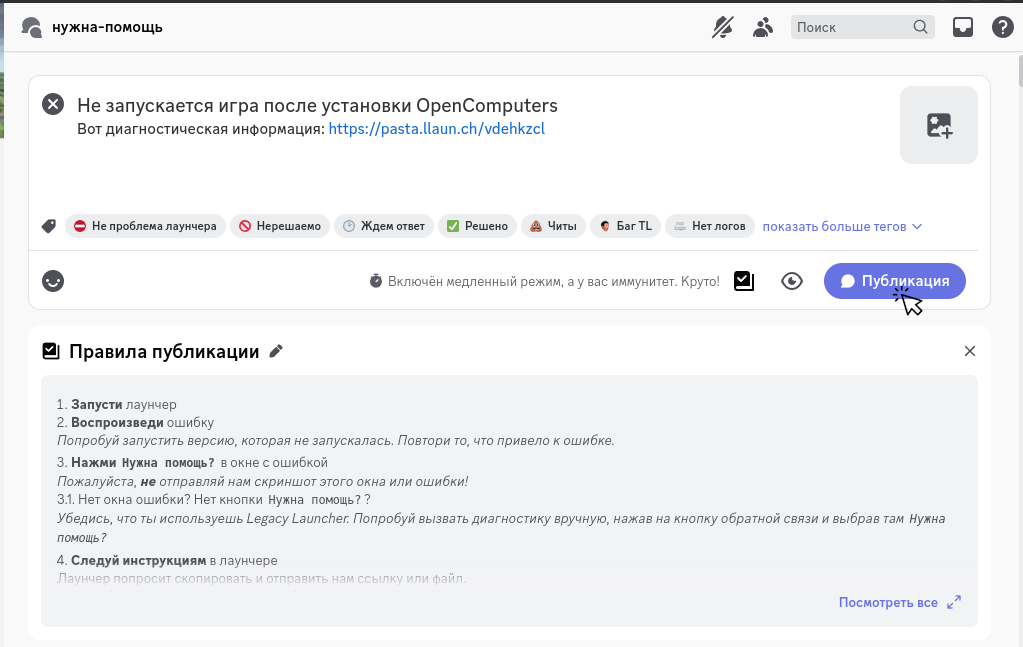 нужна-помощь
Поиск
Не запускается игра после установки OpenComputers
Вот диагностическая информация: https://pasta.llaun.ch/vdehkzcl
Не проблема лаунчера
Нерешаемо
Ждем ответ
Решено
Читы
Баг TL
Нет логов
показать больше тегов
Включён медленный режим, а у вас иммунитет. Круто!
Публикация
Правила публикации
1. Запусти лаунчер
2. Воспроизведи ошибку
Попробуй запустить версию, которая не запускалась. Повтори то, что привело к ошибке.
3. Нажми Нужна помощь? в окне с ошибкой
Пожалуйста, не отправляй нам скриншот этого окна или ошибки!
3.1. Нет окна ошибки? Нет кнопки Нужна помощь? ?
Убедись, что ты используешь Legacy Launcher. Попробуй вызвать диагностику вручную, нажав на кнопку обратной связи и выбрав там Нужна
помощь?
4. Следуй инструкциям в лаунчере
Лаунчер попросит скопировать и отправить нам ссылку или файл.
Посмотреть все